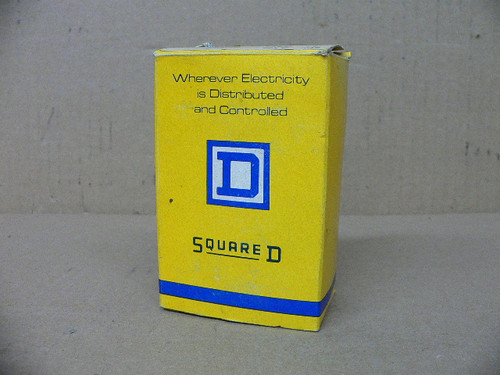 Wherever Electricity
is Distributed
and Controlled
D
SQUARE D